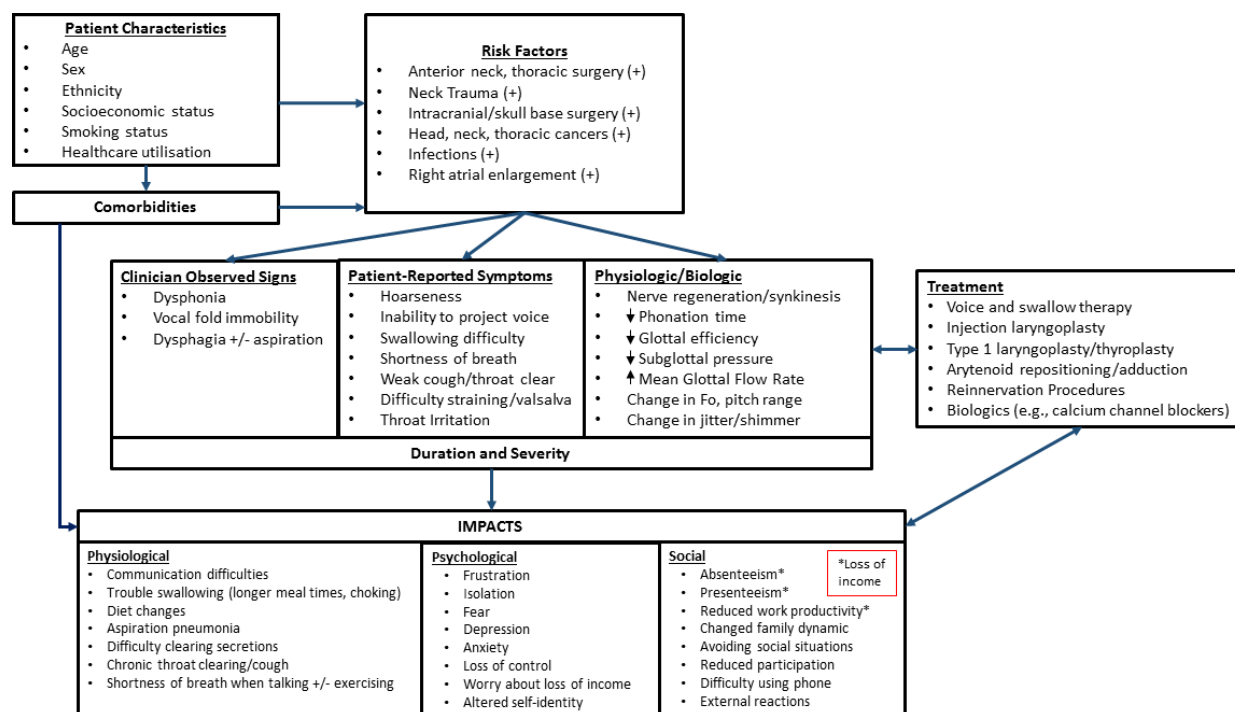 Patient Characteristics
• Age
• Sex
• Ethnicity
• Socioeconomic status
• Smoking status
• Healthcare utilisation
Comorbidities
Risk Factors
• Anterior neck, thoracic surgery (+)
• Neck Trauma (+)
• Intracranial/skull base surgery (+)
• Head, neck, thoracic cancers (+)
• Infections (+)
• Right atrial enlargement (+)
Clinician Observed Signs
• Dysphonia
• Vocal fold immobility
• Dysphagia +/- aspiration
Patient-Reported Symptoms
• Hoarseness
• Inability to project voice
• Swallowing difficulty
• Shortness of breath
• Weak cough/throat clear
• Difficulty straining/valsalva
• Throat Irritation
Physiologic/Biologic
Nerve regeneration/synkinesis
↓ Phonation time
↓ Glottal efficiency
↓ Subglottal pressure
↑ Mean Glottal Flow Rate
Change in Fo, pitch range
Change in jitter/shimmer
Duration and Severity
Treatment
• Voice and swallow therapy
• Injection laryngoplasty
• Type 1 laryngoplasty/thyroplasty
• Arytenoid repositioning/adduction
• Reinnervation Procedures
• Biologics (e.g., calcium channel blockers)
IMPACTS
Physiological
• Communication difficulties
• Trouble swallowing (longer meal times, choking)
• Diet changes
• Aspiration pneumonia
• Difficulty clearing secretions
• Chronic throat clearing/cough
• Shortness of breath when talking +/- exercising
Psychological
• Frustration
• Isolation
• Fear
• Depression
• Anxiety
• Loss of control
• Worry about loss of income
• Altered self-identity
Social
• Absenteeism*
• Presenteeism*
• Reduced work productivity*
• Changed family dynamic
• Avoiding social situations
• Reduced participation
• Difficulty using phone
• External reactions
*Loss of
income